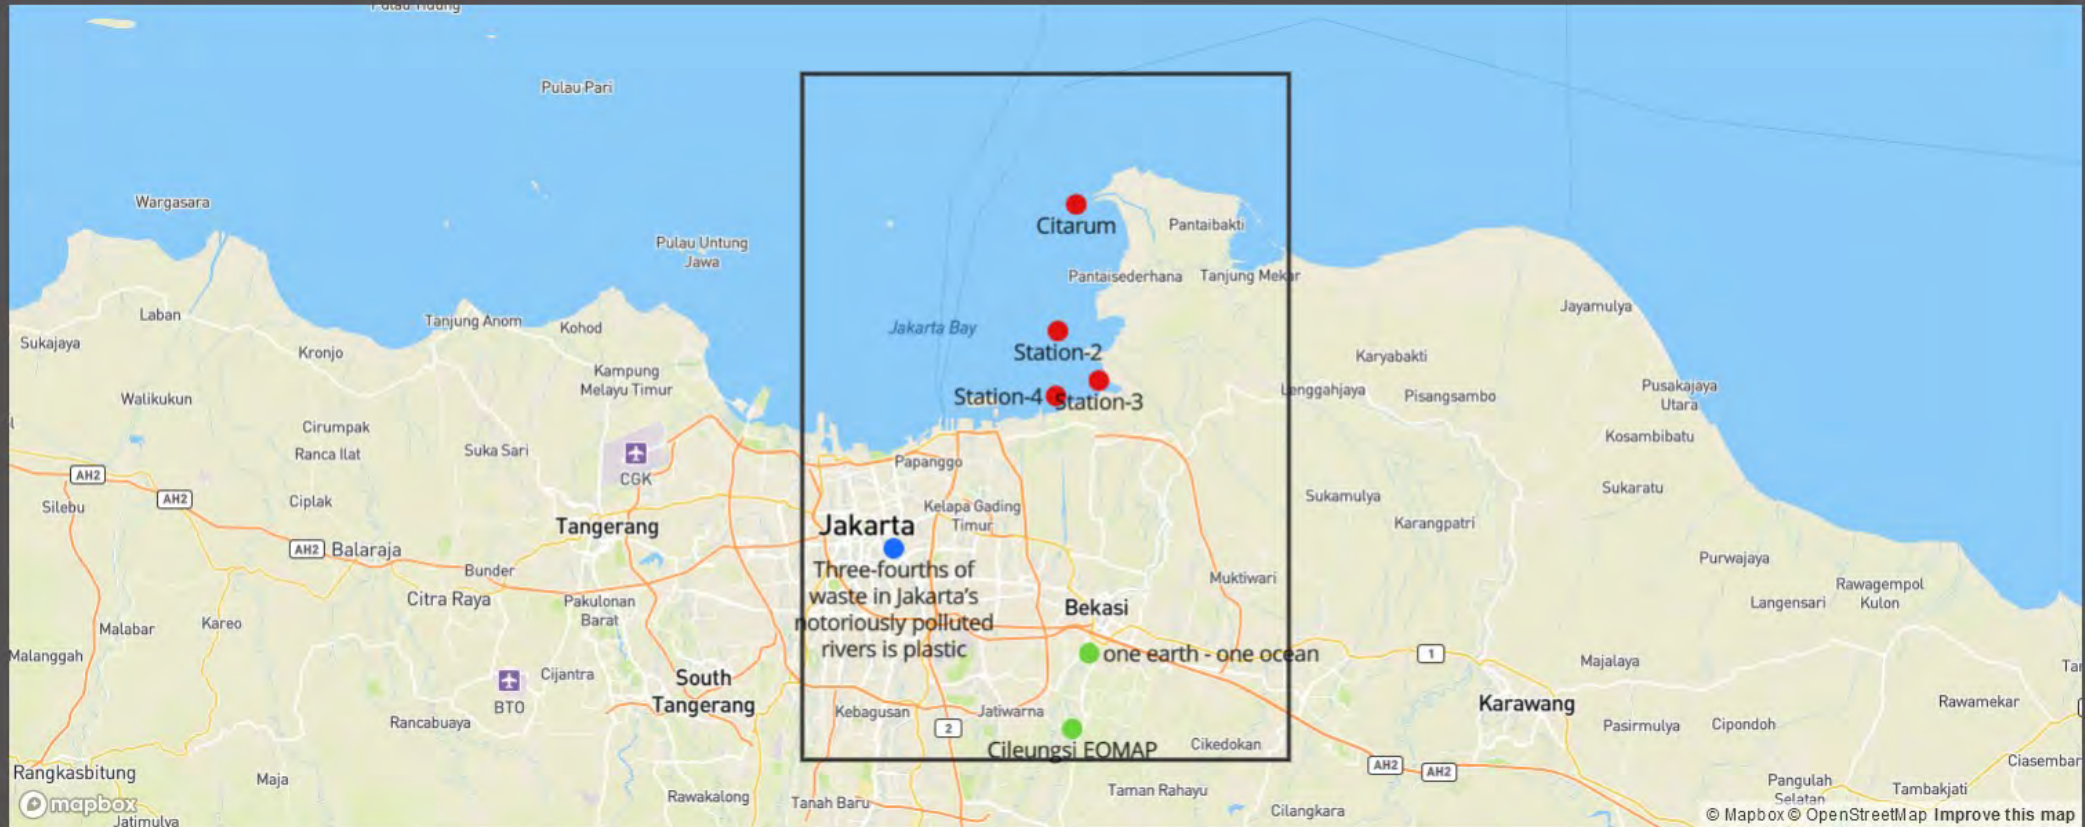 Pulau Tidung
Pulau Pari
Wargasara
Citarum
Pantaibakti
Pulau Untung
Jawa
Pantaisederhana
Tanjung Mekar
Laban
Tanjung Anom
Kohod
Jakarta Bay
Jayamulya
Sukajaya
Kronjo
Station-2
Karyabakti
Kampung
Melayu Timur
Station-4
Station-3
Lenggahjaya
Pisangsambo
Pusakajaya
Utara
Walikukun
Cirumpak
Ranca Ilat
Suka Sari
Kosambibatu
Papanggo
AH2
CGK
AH2
Silebu
Ciplak
Kelapa Gading
Timur
Sukamulya
Sukaratu
Karangpatri
Tangerang
Jakarta
AH2
Balaraja
Bunder
Three-fourths of
waste in Jakarta's
notoriously polluted
rivers is plastic
Muktiwari
Purwajaya
Rawagempol
Kulon
Langensari
Citra Raya
Pakulonan
Barat
Bekasi
Malabar
Kareo
Malanggah
one earth - one ocean
1
Majalaya
Cijantra
BTO
South
Tangerang
Rancabuaya
Kebagusan
2
Jatiwarna
Karawang
Rawamekar
Pasirmulya
Cipondoh
Cileungsi EOMAP
Cikedokan
AH2
AH2
Ciasembar
Rangkasbitung
Maja
Rawakalong
Tanah Baru
Taman Rahayu
Cilangkara
Pangulah
Selatan
Tambakjati
mapbox
Jatimulya
© Mapbox © OpenStreetMap Improve this map